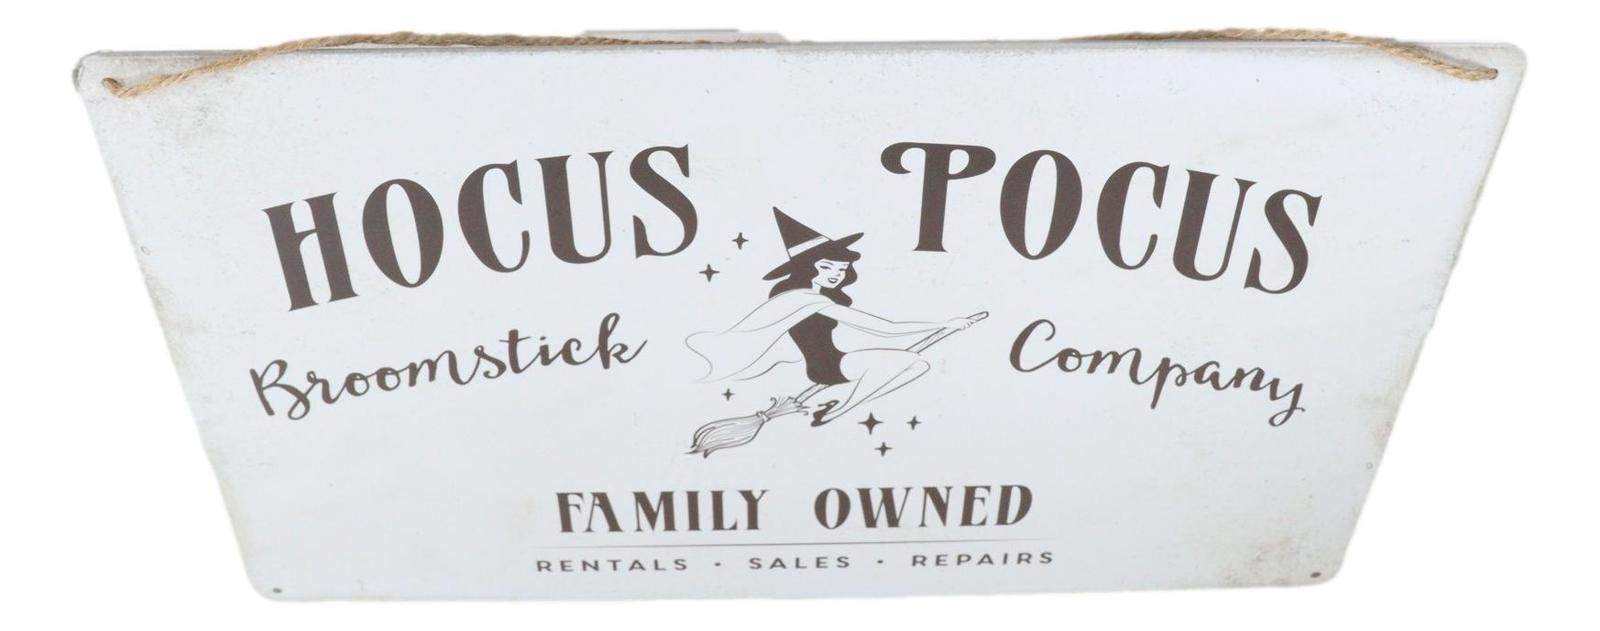 HOCUS POCUS
Broomstick Company
FAMILY OWNED
RENTALS · SALES · REPAIRS